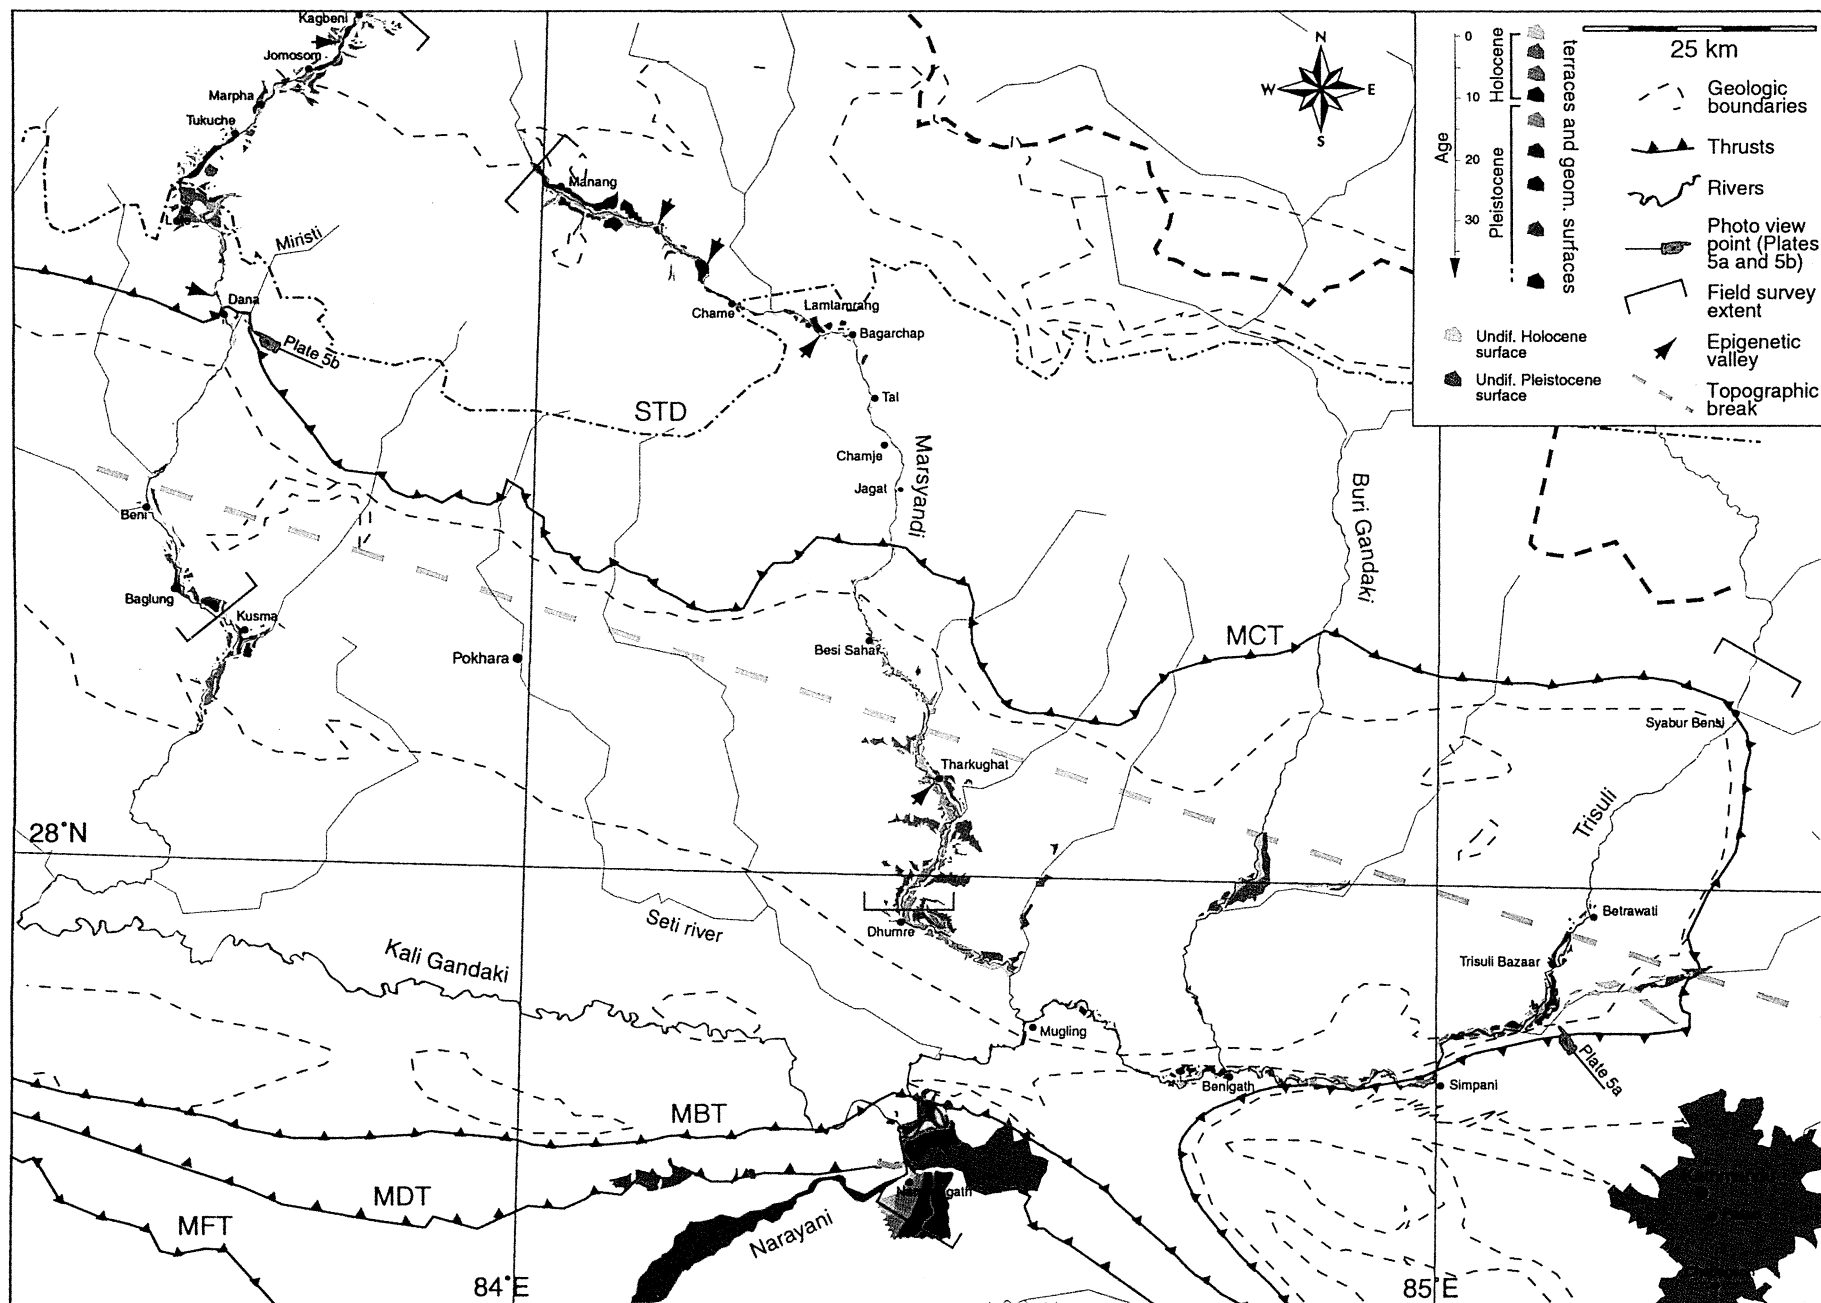 Kagbeni
Jomosom
Marpha
Tukuche
Manang
Miristi
Dana
Plate 5b
Chame
Lamtamrang
Bagarchap
Tal
STD
Chamje
Marsyandi
Jagat
Buri Gandaki
Beni
Baglung
Kusma
Pokhara
Besi Sahar
MCT
Syabur Bensi
Tharkughat
Trisuli
28°N
Betrawati
Seti river
Dhumre
Kali Gandaki
Trisuli Bazaar
Mugling
Benigath
Simpani
Plate 5a
MBT
MDT
MFT
Narayani
84°E
85°E
N
W
E
S
0
10
20
30
Age
Holocene
Pleistocene
terraces and geom. surfaces
Undif. Holocene
surface
Undif. Pleistocene
surface
25 km
Geologic
boundaries
Thrusts
Rivers
Photo view
point (Plates
5a and 5b)
Field survey
extent
Epigenetic
valley
Topographic
break